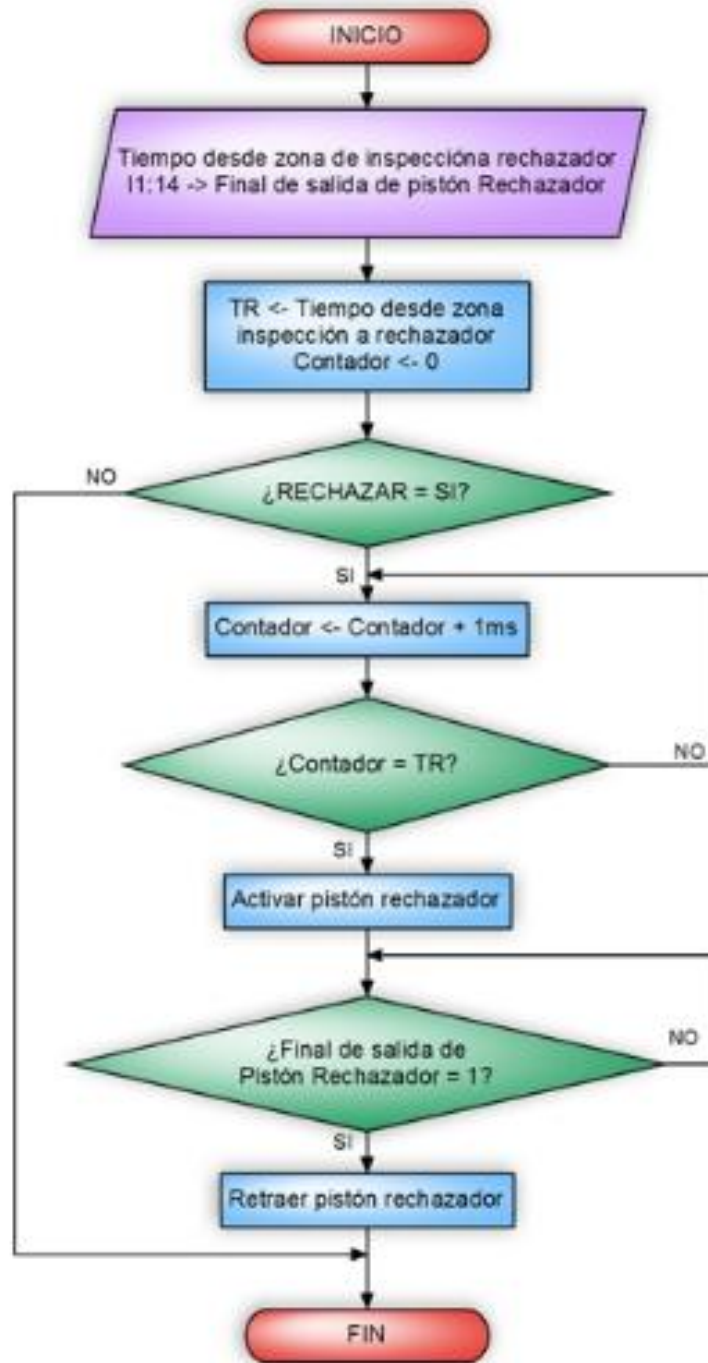 INICIO
Tiempo desde zona de inspeccióna rechazador
I1:14 -> Final de salida de pistón Rechazador
TR <- Tiempo desde zona
inspección a rechazador
Contador <- 0
NO
¿RECHAZAR = SI?
SI
Contador <- Contador + 1ms
¿Contador = TR?
NO
SI
Activar pistón rechazador
¿Final de salida de
Pistón Rechazador = 1?
NO
SI
Retraer pistón rechazador
FIN